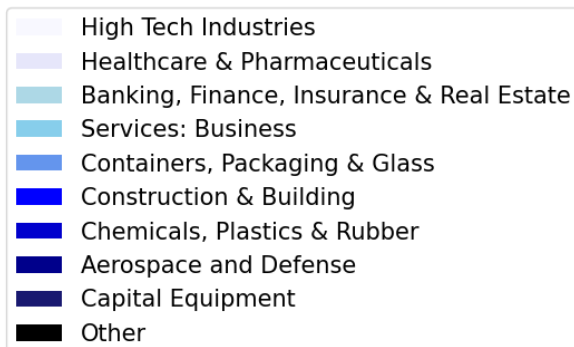 High Tech Industries
Healthcare & Pharmaceuticals
Banking, Finance, Insurance & Real Estate
Services: Business
Containers, Packaging & Glass
Construction & Building
Chemicals, Plastics & Rubber
Aerospace and Defense
Capital Equipment
Other